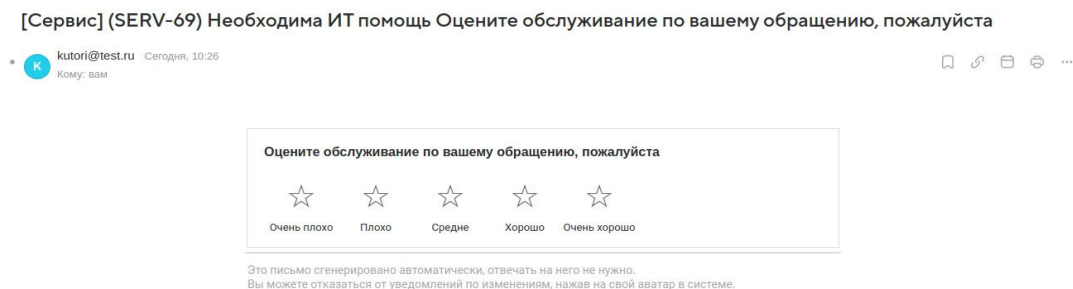 [Сервис] (SERV-69) Необходима ИТ помощь Оцените обслуживание по вашему обращению, пожалуйста
K
kutori@test.ru Сегодня, 10:26
Кому: вам
Оцените обслуживание по вашему обращению, пожалуйста
Очень плохо Плохо Средне Хорошо Очень хорошо
Это письмо сгенерировано автоматически, отвечать на него не нужно.
Вы можете отказаться от уведомлений по изменениям, нажав на свой аватар в системе.